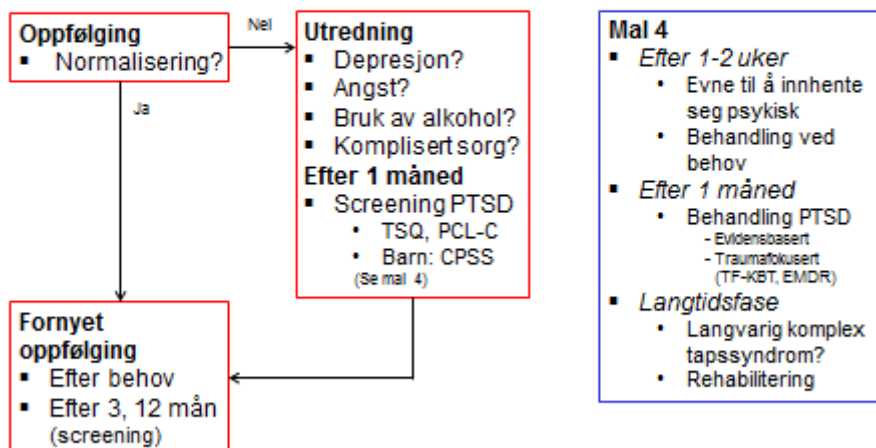 Oppfølging
▪ Normalisering?
Nei
Ja
Utredning
▪ Depresjon?
▪ Angst?
▪ Bruk av alkohol?
▪ Komplisert sorg?
Efter 1 måned
▪ Screening PTSD
• TSQ, PCL-C
• Barn: CPSS
(Se mal 4)
Fornyet
oppfølging
▪ Efter behov
▪ Efter 3, 12 mån
(screening)
Mal 4
▪ Efter 1-2 uker
• Evne til å innhente
seg psykisk
• Behandling ved
behov
▪ Efter 1 måned
• Behandling PTSD
- Evidensbasert
- Traumafokusert
(TF-KBT, EMDR)
▪ Langtidsfase
• Langvarig komplex
tapssyndrom?
• Rehabilitering